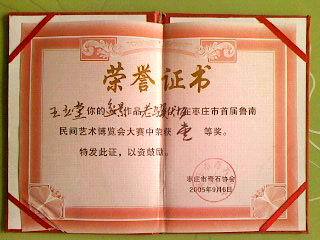 荣誉证书
王玉堂 你的 盆景 作品 在枣庄市首届鲁南
民间艺术博览会大赛中荣获 壹 等奖。
特发此证，以资鼓励。
枣庄市奇石协会
2005年9月6日